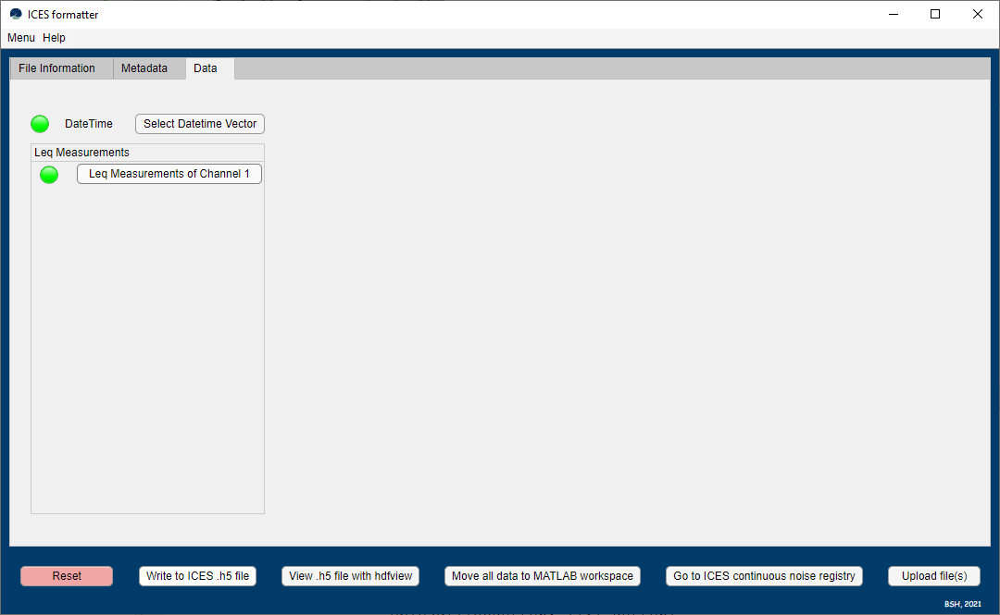 ICES formatter
Menu Help
File Information Metadata Data
DateTime Select Datetime Vector
Leq Measurements
Leq Measurements of Channel 1
Reset Write to ICES .h5 file View .h5 file with hdfview Move all data to MATLAB workspace Go to ICES continuous noise registry Upload file(s)
BSH, 2021